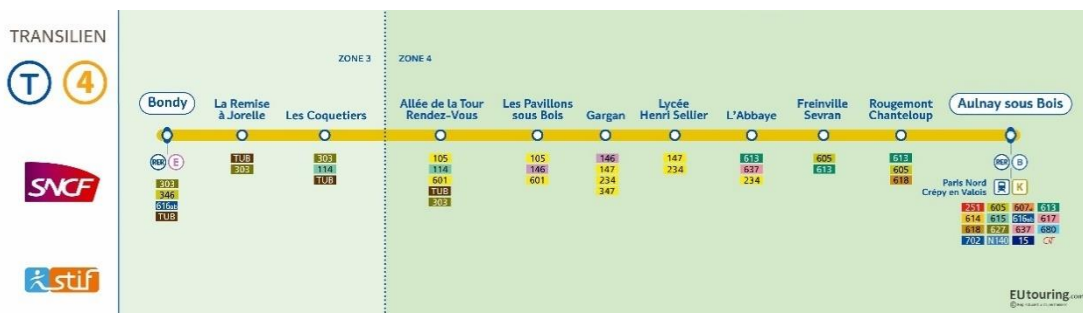 TRANSILIEN
T 4
SNCF
stif
ZONE 3 ZONE 4
Bondy
RER E
303
346
616ab
TUB
La Remise
à Jorelle
TUB
303
Les Coquetiers
303
114
TUB
Allée de la Tour
Rendez-Vous
105
114
601
TUB
303
Les Pavillons
sous Bois
105
146
601
Gargan
146
147
234
347
Lycée
Henri Sellier
147
234
L'Abbaye
613
637
234
Freinville
Sevran
605
613
Rougemont
Chanteloup
613
605
618
Aulnay sous Bois
RER B
Paris Nord
Crépy en Valois
K
251 605 607 613
614 615 616ab 617
618 627 637 680
702 N140 15 CIF
EUtouring.com